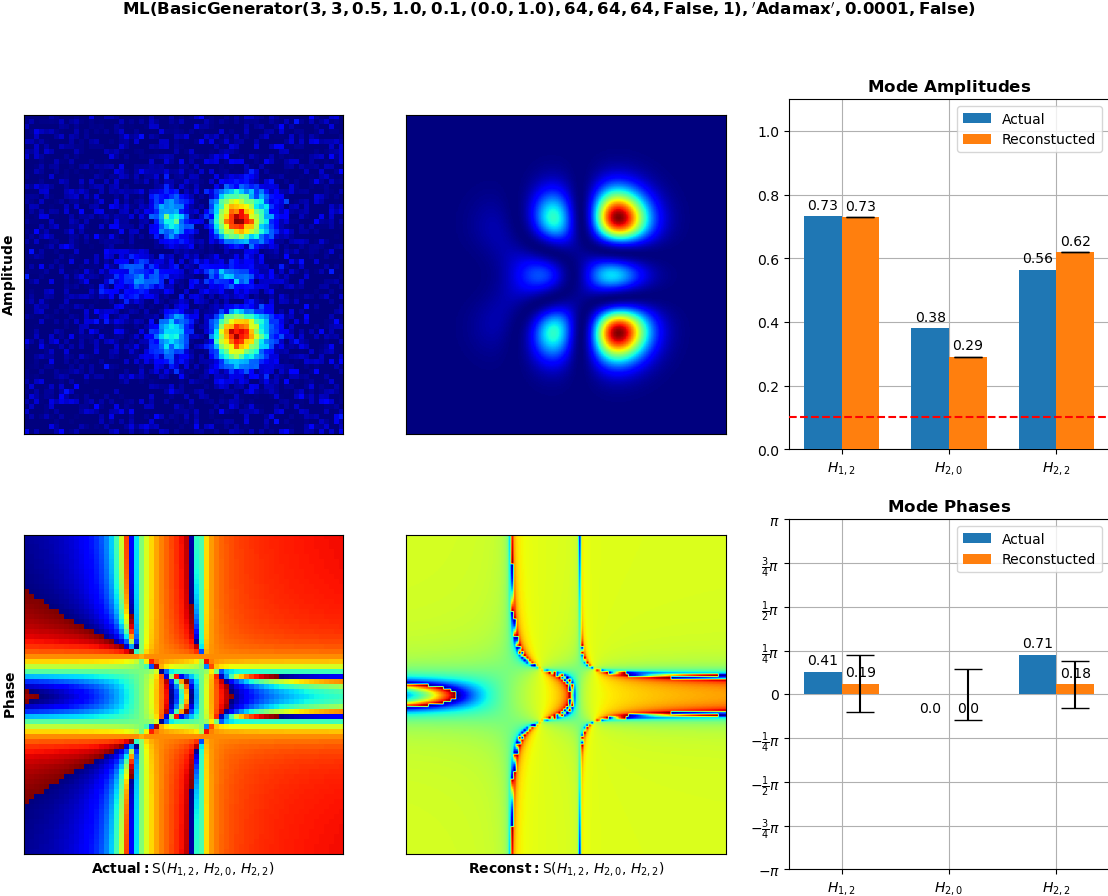 ML(BasicGenerator(3, 3, 0.5, 1.0, 0.1, (0.0, 1.0), 64, 64, 64, False, 1), ′Adamax′, 0.0001, False)
Amplitude
Mode Amplitudes
Actual
Reconstucted
1.0
0.8
0.6
0.4
0.2
0.0
0.73 0.73
0.38
0.29
0.56
0.62
H1,2
H2,0
H2,2
Phase
Actual: S(H1,2, H2,0, H2,2)
Reconst: S(H1,2, H2,0, H2,2)
Mode Phases
Actual
Reconstucted
π
3/4π
1/2π
1/4π
0
−1/4π
−1/2π
−3/4π
−π
0.41
0.19
0.0
0.0
0.71
0.18
H1,2
H2,0
H2,2